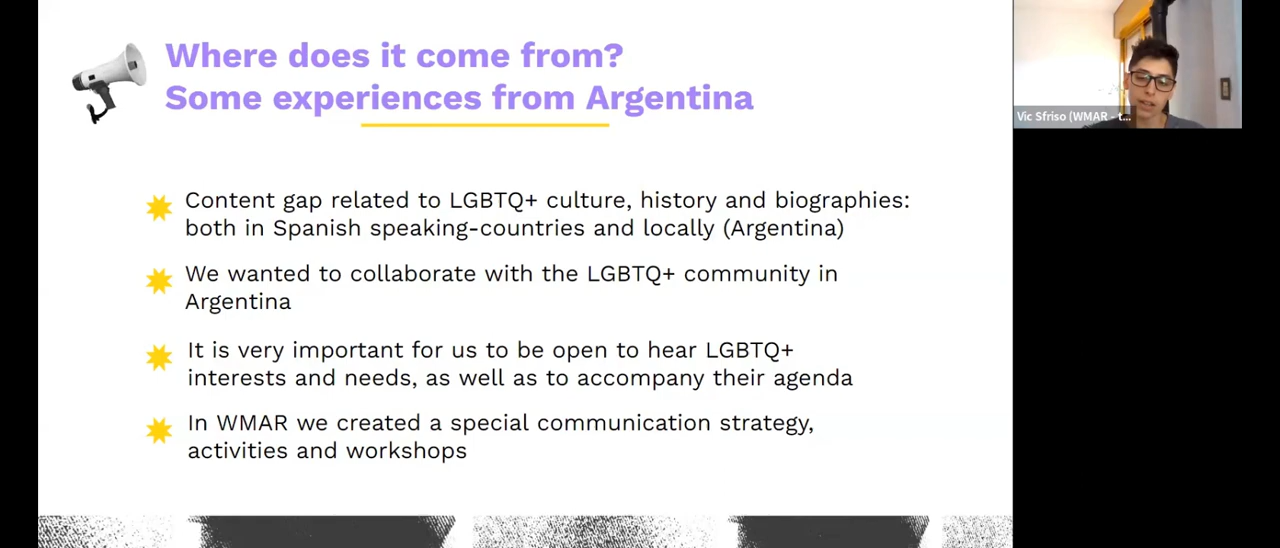 Where does it come from?
Some experiences from Argentina
Content gap related to LGBTQ+ culture, history and biographies:
both in Spanish speaking-countries and locally (Argentina)
We wanted to collaborate with the LGBTQ+ community in
Argentina
It is very important for us to be open to hear LGBTQ+
interests and needs, as well as to accompany their agenda
In WMAR we created a special communication strategy,
activities and workshops
Vic Sfriso (WMAR - t...